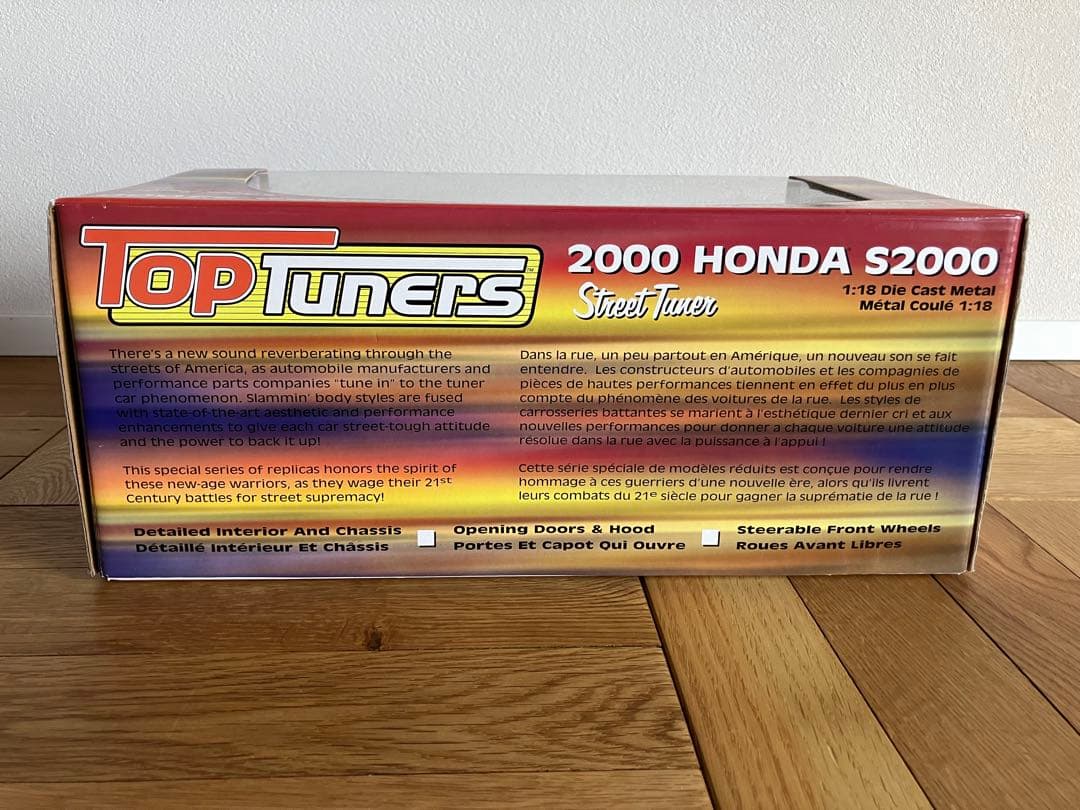 Top Tuners™
2000 HONDA S2000
Street Tuner
1:18 Die Cast Metal
Métal Coulé 1:18
There's a new sound reverberating through the
streets of America, as automobile manufacturers and
performance parts companies "tune in" to the tuner
car phenomenon. Slammin' body styles are fused
with state-of-the-art aesthetic and performance
enhancements to give each car street-tough attitude
and the power to back it up!
This special series of replicas honors the spirit of
these new-age warriors, as they wage their 21st
Century battles for street supremacy!
Dans la rue, un peu partout en Amérique, un nouveau son se fait
entendre. Les constructeurs d'automobiles et les compagnies de
pièces de hautes performances tiennent en effet du plus en plus
compte du phénomène des voitures de la rue. Les styles de
carrosseries battantes se marient à l'esthétique dernier cri et aux
nouvelles performances pour donner a chaque voiture une attitude
résolue dans la rue avec la puissance à l'appui !
Cette série spéciale de modèles réduits est conçue pour rendre
hommage à ces guerriers d'une nouvelle ère, alors qu'ils livrent
leurs combats du 21e siècle pour gagner la suprématie de la rue !
Detailed Interior And Chassis
Détaillé Intérieur Et Châssis
Opening Doors & Hood
Portes Et Capot Qui Ouvre
Steerable Front Wheels
Roues Avant Libres